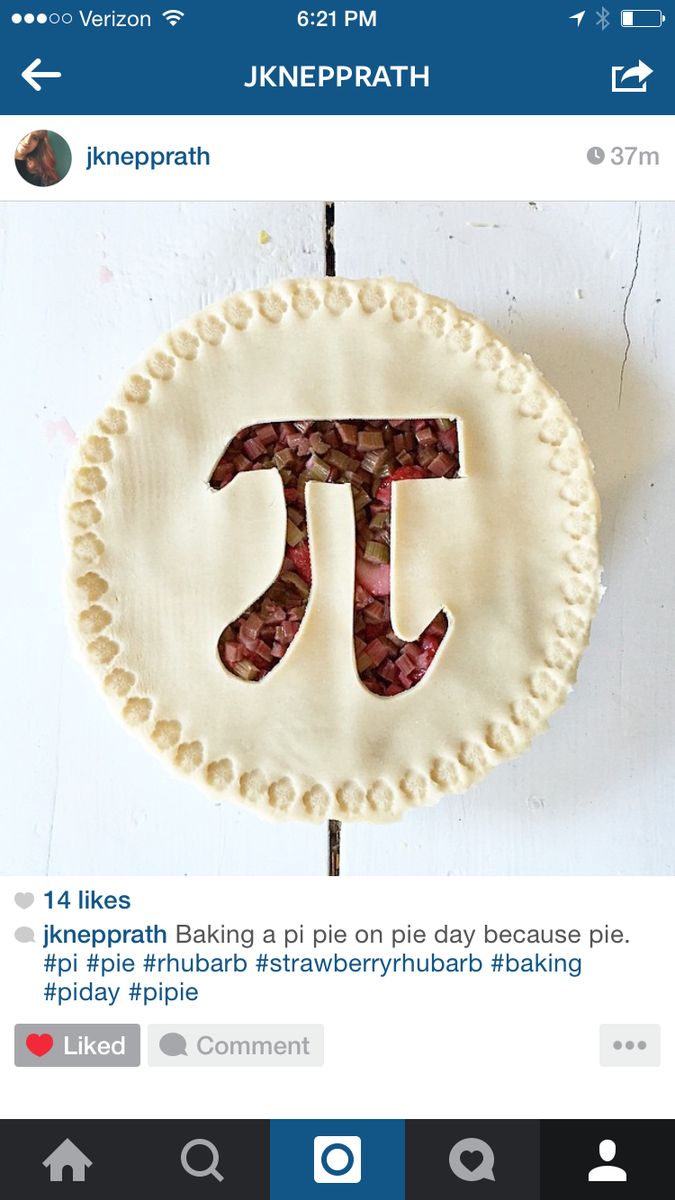 Verizon 6:21 PM
JKNEPPRATH
jknepprath 37m
π
14 likes
jknepprath Baking a pi pie on pie day because pie.
#pi #pie #rhubarb #strawberryrhubarb #baking
#piday #pipie
Liked Comment